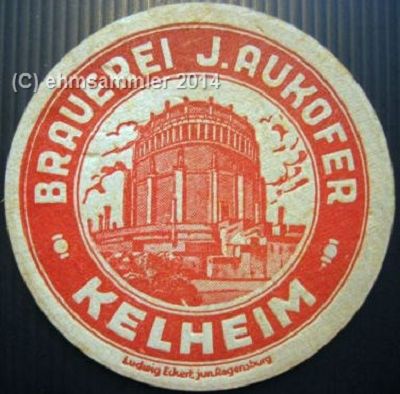 BRAUEREI J. AUKOFER
(C) ehmsammler 2014
KELHEIM
Ludwig Eckert jun. Regensburg